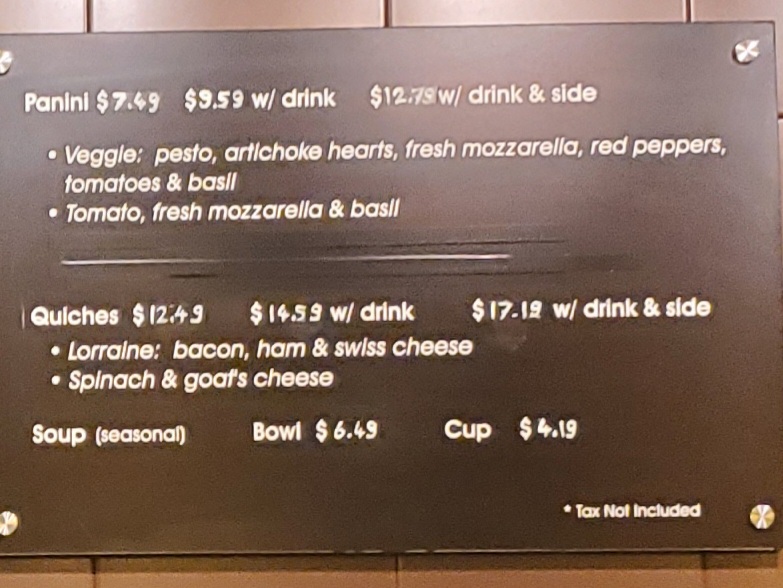 Panini $7.49 $9.59 w/ drink $12.79 w/ drink & side
• Veggie: pesto, artichoke hearts, fresh mozzarella, red peppers,
tomatoes & basil
• Tomato, fresh mozzarella & basil
Quiches $12.49 $14.59 w/ drink $17.19 w/ drink & side
• Lorraine: bacon, ham & swiss cheese
• Spinach & goat's cheese
Soup (seasonal) Bowl $6.49 Cup $4.19
* Tax Not Included